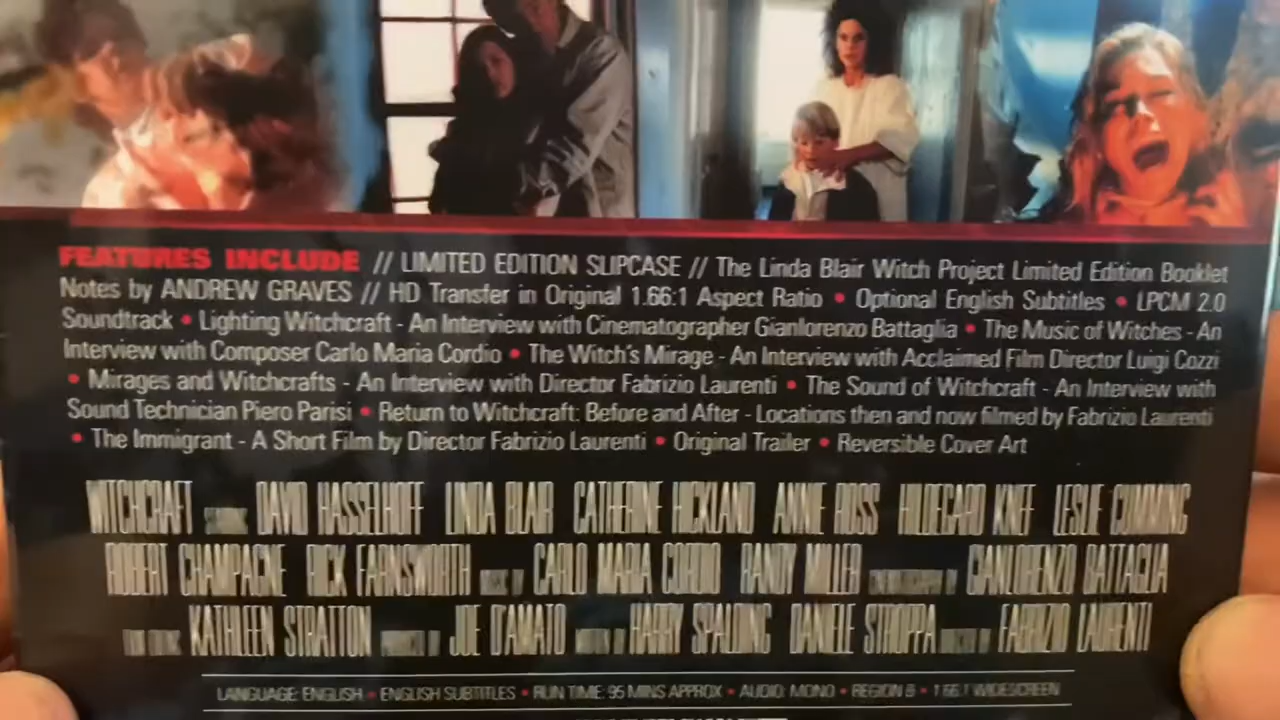 FEATURES INCLUDE // LIMITED EDITION SLIPCASE // The Linda Blair Witch Project Limited Edition Booklet
Notes by ANDREW GRAVES // HD Transfer in Original 1.66:1 Aspect Ratio • Optional English Subtitles • LPCM 2.0
Soundtrack • Lighting Witchcraft - An Interview with Cinematographer Gianlorenzo Battaglia • The Music of Witches - An
Interview with Composer Carlo Maria Cordio • The Witch's Mirage - An Interview with Acclaimed Film Director Luigi Cozzi
• Mirages and Witchcrafts - An Interview with Director Fabrizio Laurenti • The Sound of Witchcraft - An Interview with
Sound Technician Piero Parisi • Return to Witchcraft: Before and After - Locations then and now filmed by Fabrizio Laurenti
• The Immigrant - A Short Film by Director Fabrizio Laurenti • Original Trailer • Reversible Cover Art
WITCHCRAFT DAVID HASSELHOFF LINDA BLAIR CATHERINE HICKLAND ANNIE ROSS HILDEGARD KNEF LESLIE CUMMING
ROBERT CHAMPAGNE RICK FARNSWORTH MUSIC BY CARLO MARIA CORDIO RANDY MILLER GIANLORENZO BATTAGLIA
KATHLEEN STRATTON JOE D'AMATO HARRY SPALDING DANIELE STROPPA FABRIZIO LAURENTI
LANGUAGE: ENGLISH • ENGLISH SUBTITLES • RUN TIME: 95 MINS APPROX • AUDIO: MONO • REGION B • 1.66:1 WIDESCREEN